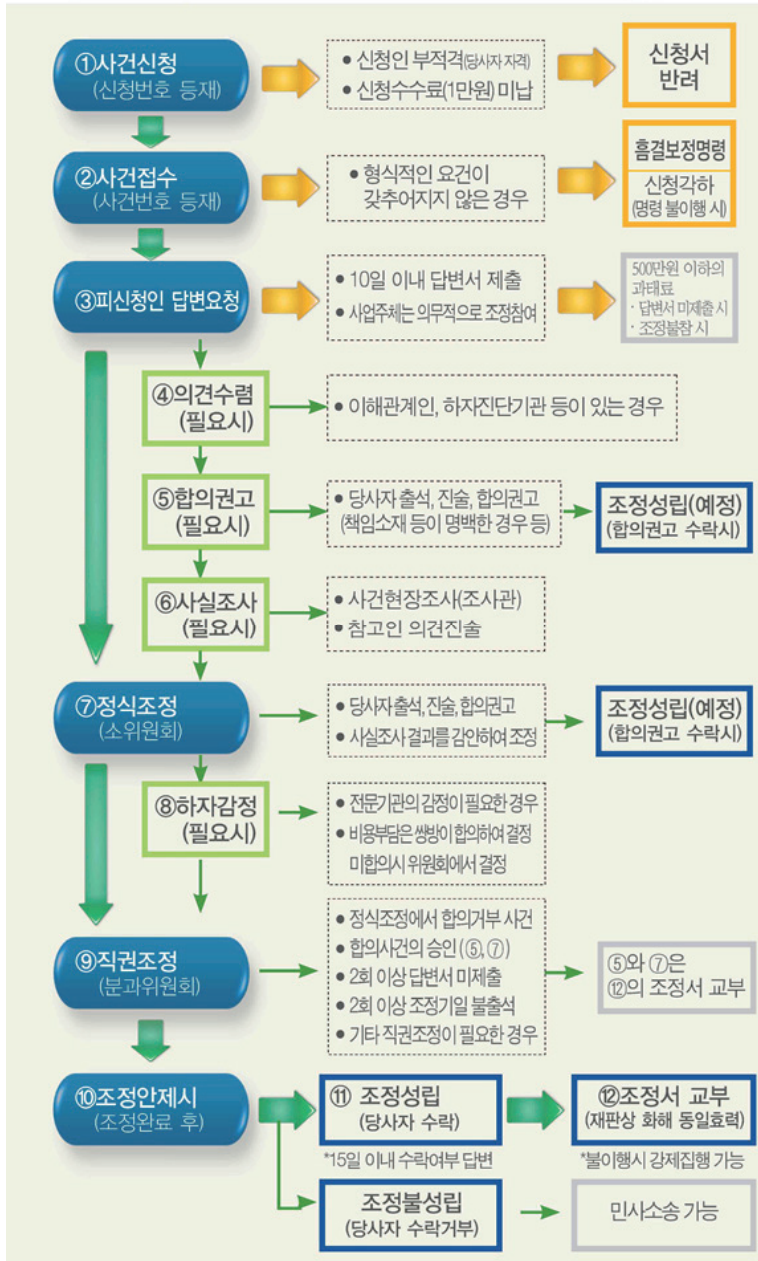 ①사건신청
(신청번호 등재)
• 신청인 부적격(당사자 자격)
• 신청수수료(1만원) 미납
신청서
반려
②사건접수
(사건번호 등재)
• 형식적인 요건이
갖추어지지 않은 경우
흠결보정명령
신청각하
(명령 불이행 시)
③피신청인 답변요청
• 10일 이내 답변서 제출
• 사업주체는 의무적으로 조정참여
500만원 이하의
과태료
· 답변서 미제출 시
· 조정불참 시
④의견수렴
(필요시)
• 이해관계인, 하자진단기관 등이 있는 경우
⑤합의권고
(필요시)
• 당사자 출석, 진술, 합의권고
(책임소재 등이 명백한 경우 등)
조정성립(예정)
(합의권고 수락시)
⑥사실조사
(필요시)
• 사건현장조사(조사관)
• 참고인 의건진술
⑦정식조정
(소위원회)
• 당사자 출석, 진술, 합의권고
• 사실조사 결과를 감안하여 조정
조정성립(예정)
(합의권고 수락시)
⑧하자감정
(필요시)
• 전문기관의 감정이 필요한 경우
• 비용부담은 쌍방이 합의하여 결정
미합의시 위원회에서 결정
⑨직권조정
(분과위원회)
• 정식조정에서 합의거부 사건
• 합의사건의 승인 (⑤, ⑦)
• 2회 이상 답변서 미제출
• 2회 이상 조정기일 불출석
• 기타 직권조정이 필요한 경우
⑤와 ⑦은
⑫의 조정서 교부
⑩조정안제시
(조정완료 후)
⑪ 조정성립
(당사자 수락)
*15일 이내 수락여부 답변
⑫조정서 교부
(재판상 화해 동일효력)
*불이행시 강제집행 가능
조정불성립
(당사자 수락거부)
민사소송 가능